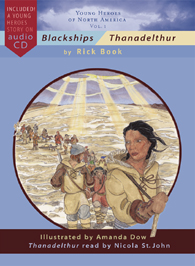 INCLUDED!
A YOUNG
HEROES
STORY ON
audio
CD
YOUNG HEROES
OF NORTH AMERICA
VOL. 1
Blackships / Thanadelthur
by Rick Book
Illustrated by Amanda Dow
Thanadelthur read by Nicola St.John